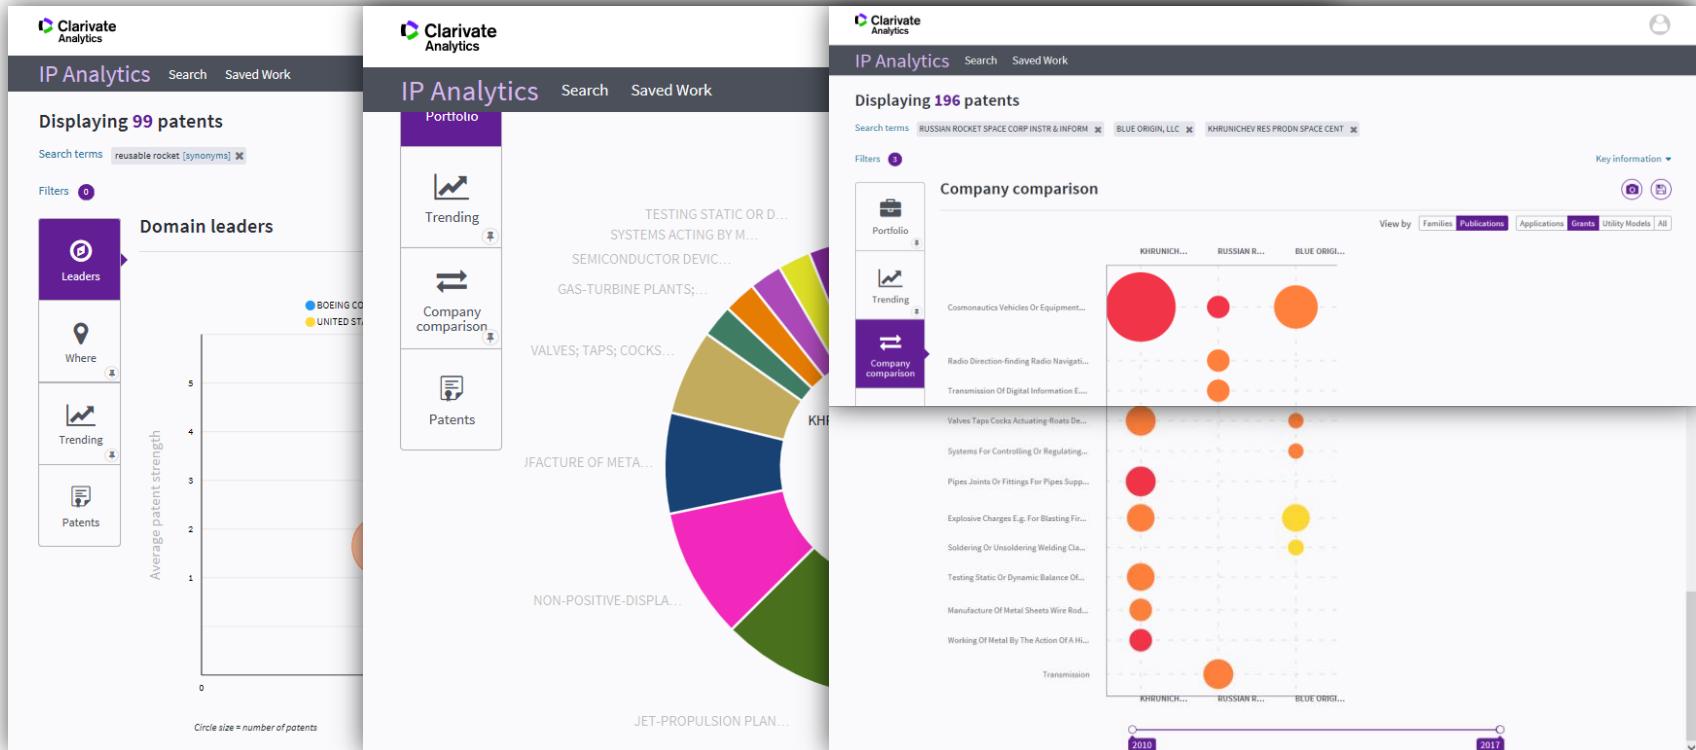 Clarivate
Analytics
IP Analytics Search Saved Work
Displaying 99 patents
Search terms reusable rocket [synonyms] ✖
Filters 0
Leaders
Where
Trending
Patents
Domain leaders
BOEING CO
UNITED STA
5
4
3
2
1
0
Average patent strength
Circle size = number of patents
Clarivate
Analytics
IP Analytics Search Saved Work
Portfolio
Trending
Company
comparison
Patents
TESTING STATIC OR D...
SYSTEMS ACTING BY M...
SEMICONDUCTOR DEVIC...
GAS-TURBINE PLANTS;...
VALVES; TAPS; COCKS...
UFACTURE OF META...
NON-POSITIVE-DISPLA...
JET-PROPULSION PLAN...
KHR
Clarivate
Analytics
IP Analytics Search Saved Work
Displaying 196 patents
Search terms RUSSIAN ROCKET SPACE CORP INSTR & INFORM ✖ BLUE ORIGIN, LLC ✖ KHRUNICHEV RES PRODN SPACE CENT ✖
Filters 3
Key information
Portfolio
Trending
Company
comparison
Company comparison
View by Families Publications Applications Grants Utility Models All
KHRUNICH... RUSSIAN R... BLUE ORIGI...
Cosmonautics Vehicles Or Equipment...
Radio Direction-finding Radio Navigati...
Transmission Of Digital Information E....
Valves Taps Cocks Actuating-floats De...
Systems For Controlling Or Regulating...
Pipes Joints Or Fittings For Pipes Supp...
Explosive Charges E.g. For Blasting Fir...
Soldering Or Unsoldering Welding Cla...
Testing Static Or Dynamic Balance Of...
Manufacture Of Metal Sheets Wire Rod...
Working Of Metal By The Action Of A Hi...
Transmission
KHRUNICH... RUSSIAN R... BLUE ORIGI...
2010 2017